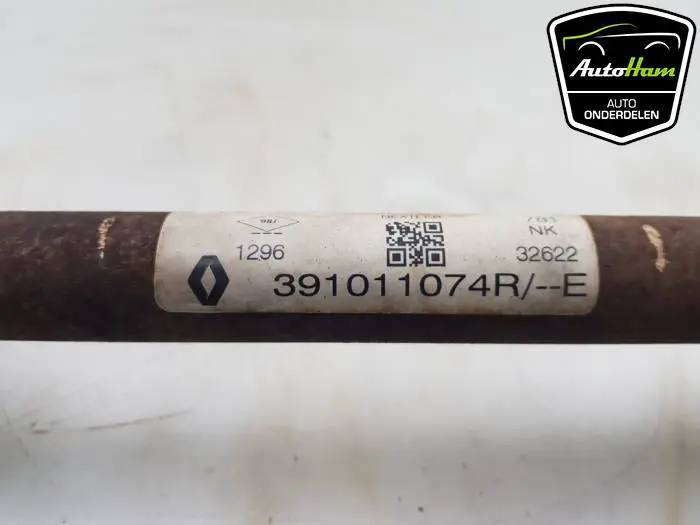 AutoHam
AUTO
ONDERDELEN
1296
NK
32622
391011074R/--E